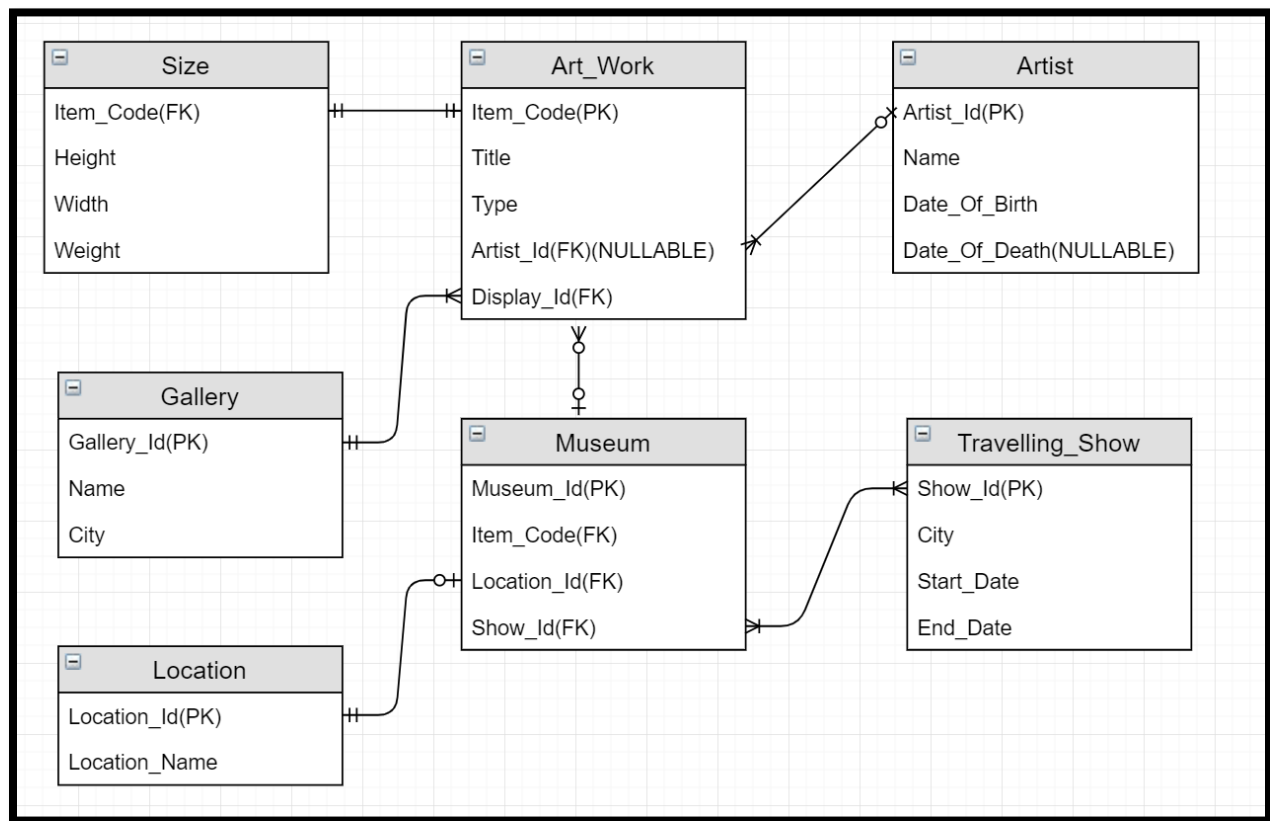 Size
Item_Code(FK)
Height
Width
Weight
Art_Work
Item_Code(PK)
Title
Type
Artist_Id(FK)(NULLABLE)
Display_Id(FK)
Artist
Artist_Id(PK)
Name
Date_Of_Birth
Date_Of_Death(NULLABLE)
Gallery
Gallery_Id(PK)
Name
City
Museum
Museum_Id(PK)
Item_Code(FK)
Location_Id(FK)
Show_Id(FK)
Travelling_Show
Show_Id(PK)
City
Start_Date
End_Date
Location
Location_Id(PK)
Location_Name